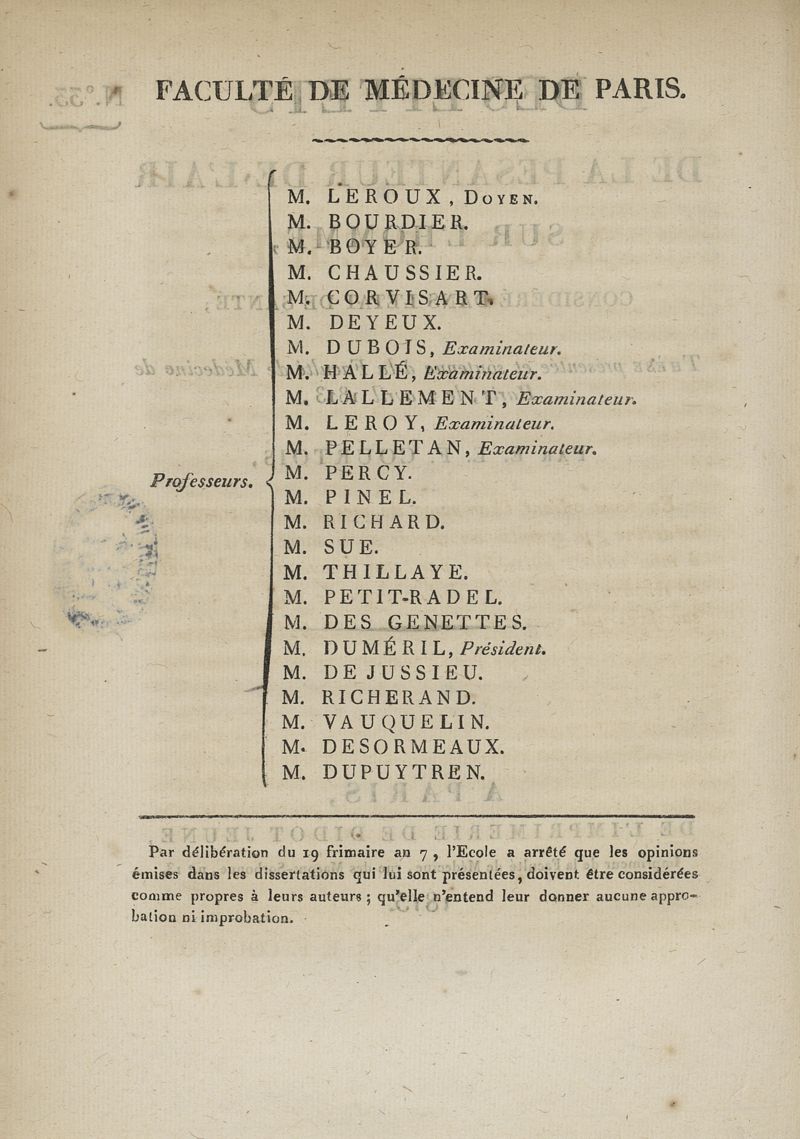 FACULTÉ DE MÉDECINE DE PARIS.
Professeurs.
M. LEROUX, DOYEN.
M. BOURDIER.
M. BOYER.
M. CHAUSSIER.
M. CORVISART.
M. DEYEUX.
M. DUBOIS, Examinateur.
M. HALLÉ, Examinateur.
M. LALLEMENT, Examinateur.
M. LEROY, Examinateur.
M. PELLETAN, Examinateur.
M. PERCY.
M. PINEL.
M. RICHARD.
M. SUE.
M. THILLAYE.
M. PETIT-RADEL.
M. DES GENETTES.
M. DUMÉRIL, Président.
M. DE JUSSIEU.
M. RICHERAND.
M. VAUQUELIN.
M. DESORMEAUX.
M. DUPUYTREN.
Par délibération du 19 frimaire an 7, l'Ecole a arrêté que les opinions
émises dans les dissertations qui lui sont présentées, doivent être considérées
comme propres à leurs auteurs ; qu'elle n'entend leur donner aucune appro-
bation ni improbation.